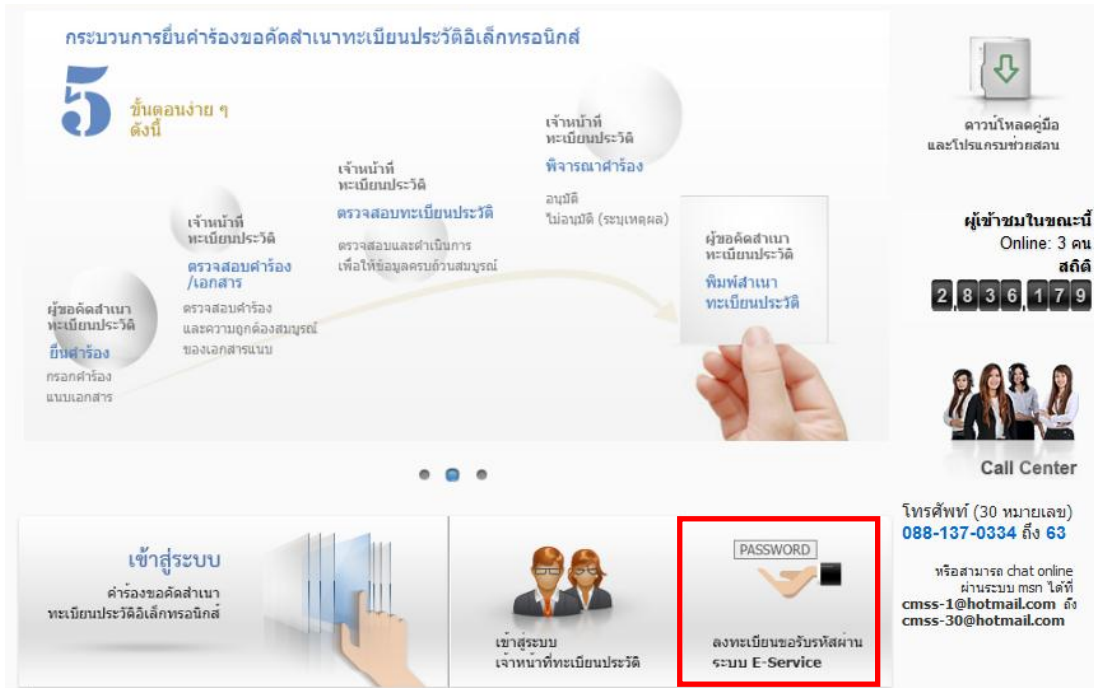 กระบวนการยื่นคำร้องขอคัดสำเนาทะเบียนประวัติอิเล็กทรอนิกส์
5
ขั้นตอนง่าย ๆ
ดังนี้
ผู้ขอคัดสำเนา
ทะเบียนประวัติ
ยื่นคำร้อง
กรอกคำร้อง
แนบเอกสาร
เจ้าหน้าที่
ทะเบียนประวัติ
ตรวจสอบคำร้อง
/เอกสาร
ตรวจสอบคำร้อง
และความถูกต้องสมบูรณ์
ของเอกสารแนบ
เจ้าหน้าที่
ทะเบียนประวัติ
ตรวจสอบทะเบียนประวัติ
ตรวจสอบและดำเนินการ
เพื่อให้ข้อมูลครบถ้วนสมบูรณ์
เจ้าหน้าที่
ทะเบียนประวัติ
พิจารณาคำร้อง
อนุมัติ
ไม่อนุมัติ (ระบุเหตุผล)
ผู้ขอคัดสำเนา
ทะเบียนประวัติ
พิมพ์สำเนา
ทะเบียนประวัติ
ดาวน์โหลดคู่มือ
และโปรแกรมช่วยสอน
ผู้เข้าชมในขณะนี้
Online: 3 คน
สถิติ
2,836,179
Call Center
โทรศัพท์ (30 หมายเลข)
088-137-0334 ถึง 63
หรือสามารถ chat online
ผ่านระบบ msn ได้ที่
cmss-1@hotmail.com ถึง
cmss-30@hotmail.com
เข้าสู่ระบบ
คำร้องขอคัดสำเนา
ทะเบียนประวัติอิเล็กทรอนิกส์
เข้าสู่ระบบ
เจ้าหน้าที่ทะเบียนประวัติ
PASSWORD
ลงทะเบียนขอรับรหัสผ่าน
ระบบ E-Service